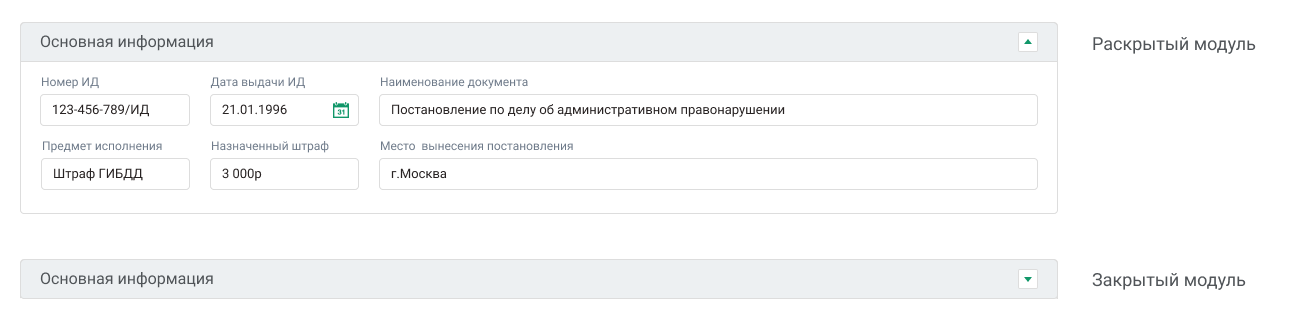 Основная информация
Раскрытый модуль
Номер ИД Дата выдачи ИД Наименование документа
123-456-789/ИД 21.01.1996 31 Постановление по делу об административном правонарушении
Предмет исполнения Назначенный штраф Место вынесения постановления
Штраф ГИБДД 3 000р г.Москва
Основная информация
Закрытый модуль